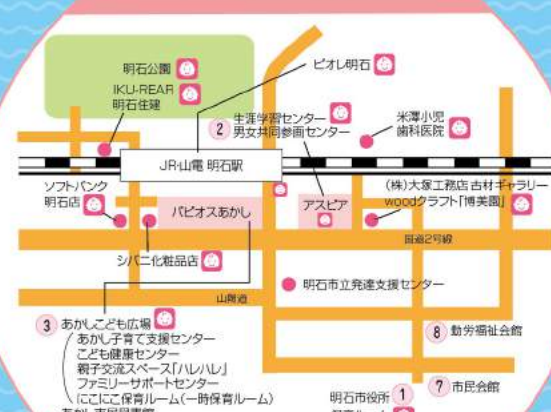 明石公園
IKU-REAR
明石住建
ピオレ明石
2 生涯学習センター
男女共同参画センター
米澤小児
歯科医院
JR・山電 明石駅
ソフトバンク
明石店
パピオスあかし
アスピア
(株)大塚工務店 古材ギャラリー
woodクラフト「博美園」
国道2号線
シバニ化粧品店
明石市立発達支援センター
山陽道
3 あかしこども広場
あかし子育て支援センター
こども健康センター
親子交流スペース「ハレハレ」
ファミリーサポートセンター
にこにこ保育ルーム(一時保育ルーム)
あかし市民図書館
8 勤労福祉会館
7 市民会館
明石市役所 1